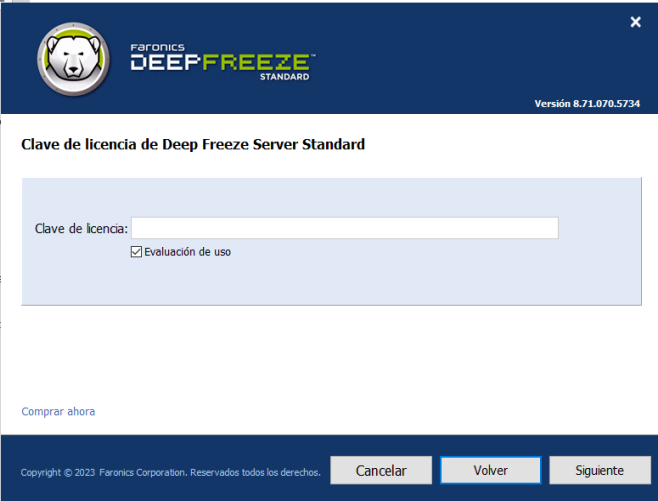 Faronics
DEEPFREEZE™
STANDARD
Versión 8.71.070.5734
Clave de licencia de Deep Freeze Server Standard
Clave de licencia:
Evaluación de uso
Comprar ahora
Copyright © 2023 Faronics Corporation. Reservados todos los derechos.
Cancelar
Volver
Siguiente